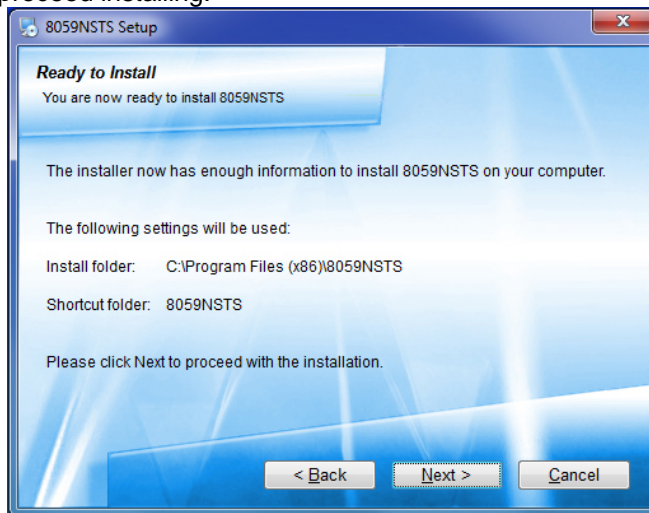 proceed installing.
8059NSTS Setup
Ready to Install
You are now ready to install 8059NSTS
The installer now has enough information to install 8059NSTS on your computer.
The following settings will be used:
Install folder: C:\Program Files (x86)\8059NSTS
Shortcut folder: 8059NSTS
Please click Next to proceed with the installation.
< Back Next > Cancel